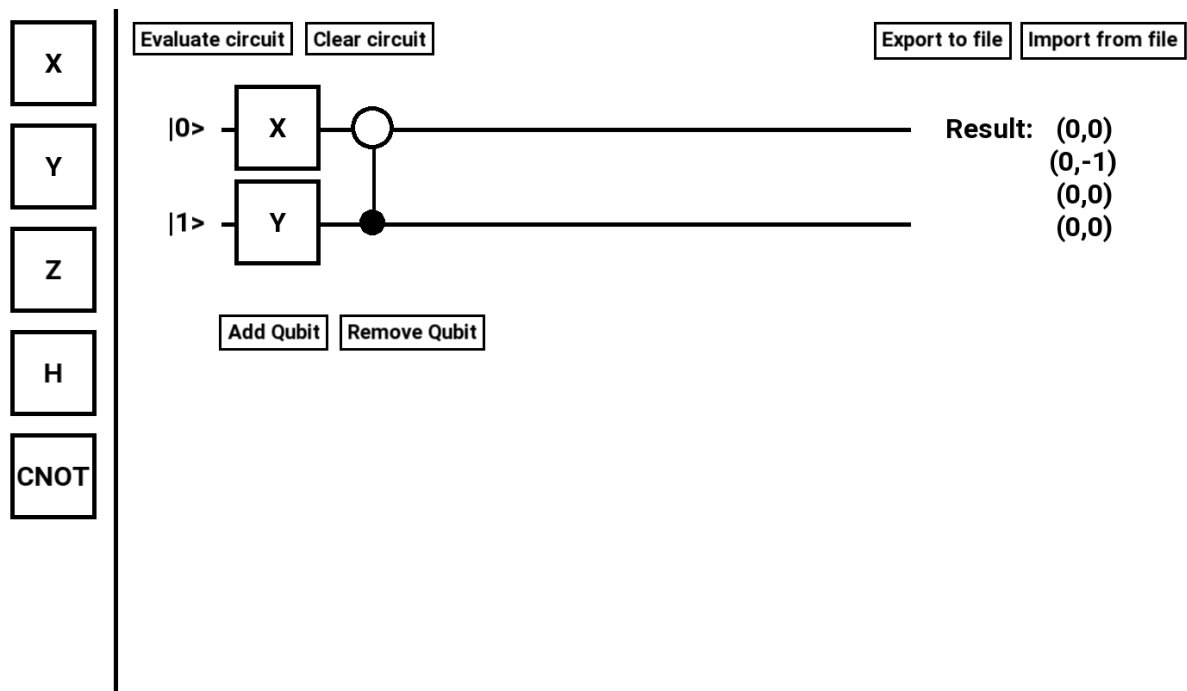 X
Y
Z
H
CNOT
Evaluate circuit
Clear circuit
Export to file
Import from file
|0>
X
|1>
Y
Result: (0,0)
(0,-1)
(0,0)
(0,0)
Add Qubit
Remove Qubit